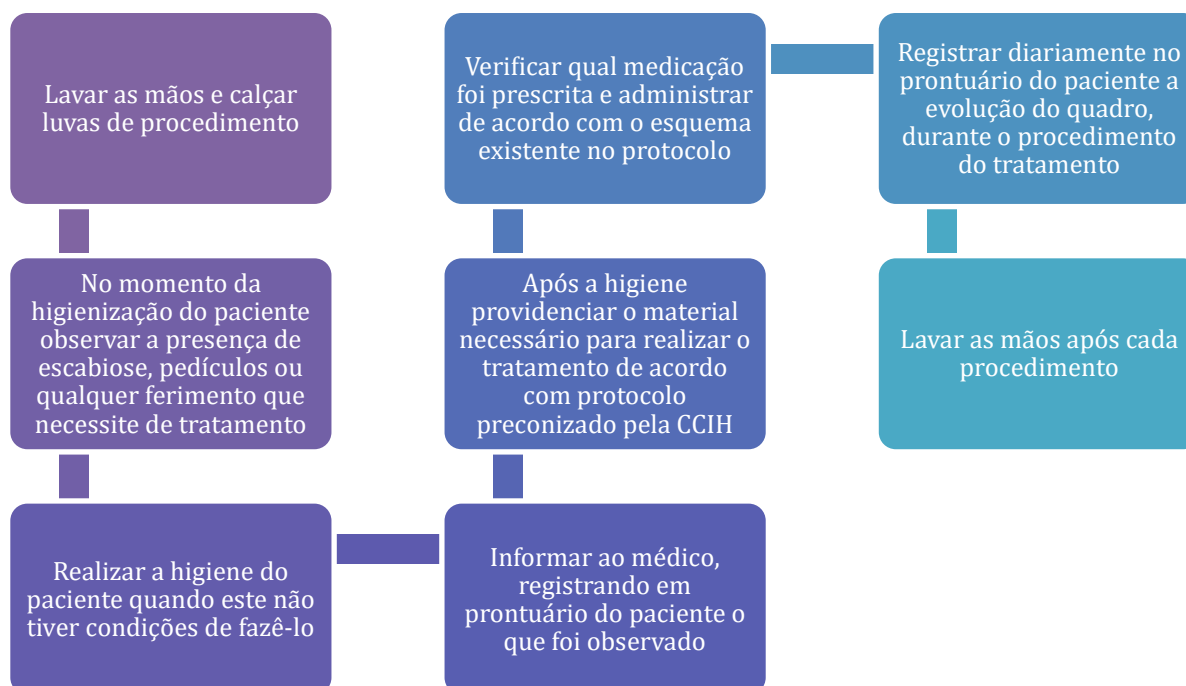 Lavar as mãos e calçar
luvas de procedimento
No momento da
higienização do paciente
observar a presença de
escabiose, pedículos ou
qualquer ferimento que
necessite de tratamento
Realizar a higiene do
paciente quando este não
tiver condições de fazê-lo
Informar ao médico,
registrando em
prontuário do paciente o
que foi observado
Após a higiene
providenciar o material
necessário para realizar o
tratamento de acordo
com protocolo
preconizado pela CCIH
Verificar qual medicação
foi prescrita e administrar
de acordo com o esquema
existente no protocolo
Registrar diariamente no
prontuário do paciente a
evolução do quadro,
durante o procedimento
do tratamento
Lavar as mãos após cada
procedimento